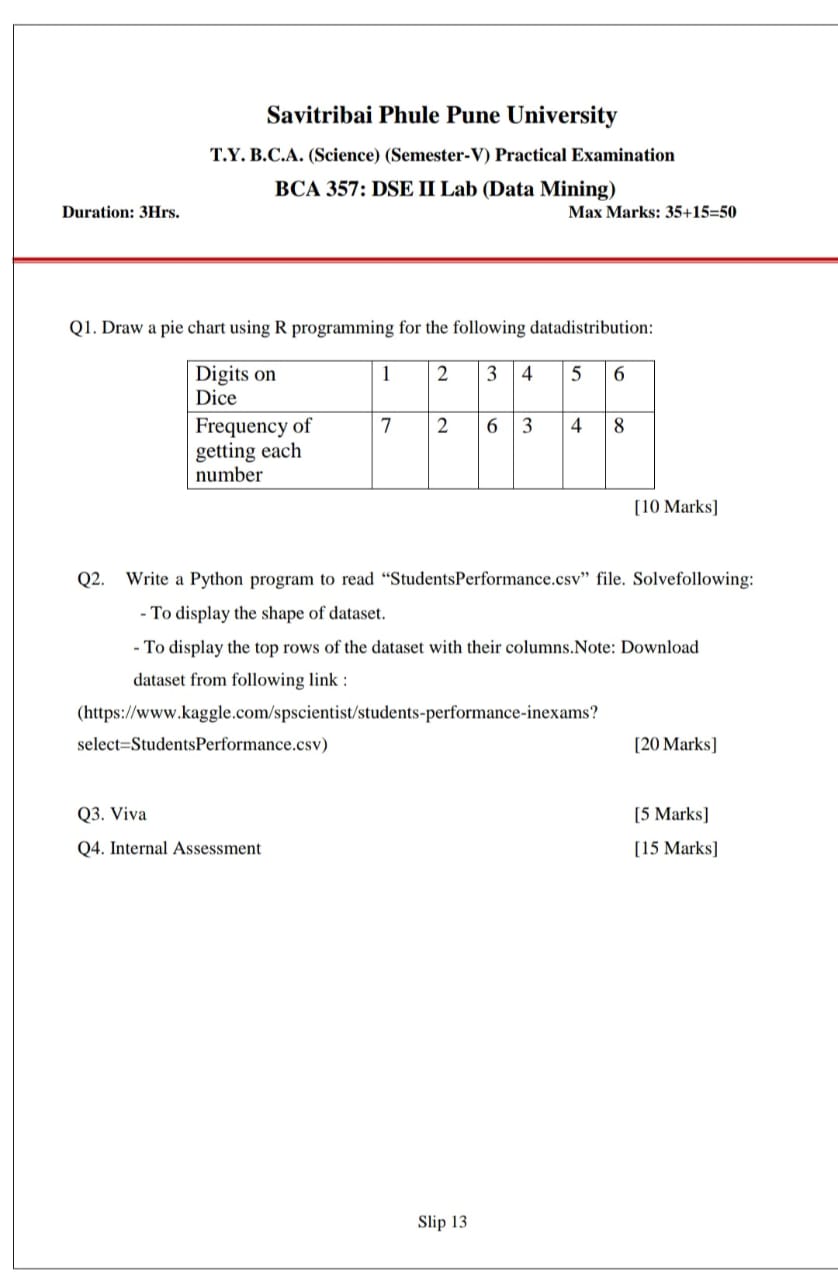 Savitribai Phule Pune University
T.Y. B.C.A. (Science) (Semester-V) Practical Examination
BCA 357: DSE II Lab (Data Mining)
Duration: 3Hrs. Max Marks: 35+15=50
Q1. Draw a pie chart using R programming for the following datadistribution:
Digits on 1 2 3 4 5 6
Dice
Frequency of 7 2 6 3 4 8
getting each
number
[10 Marks]
Q2. Write a Python program to read “StudentsPerformance.csv” file. Solvefollowing:
- To display the shape of dataset.
- To display the top rows of the dataset with their columns.Note: Download
dataset from following link :
(https://www.kaggle.com/spscientist/students-performance-inexams?
select=StudentsPerformance.csv) [20 Marks]
Q3. Viva [5 Marks]
Q4. Internal Assessment [15 Marks]
Slip 13